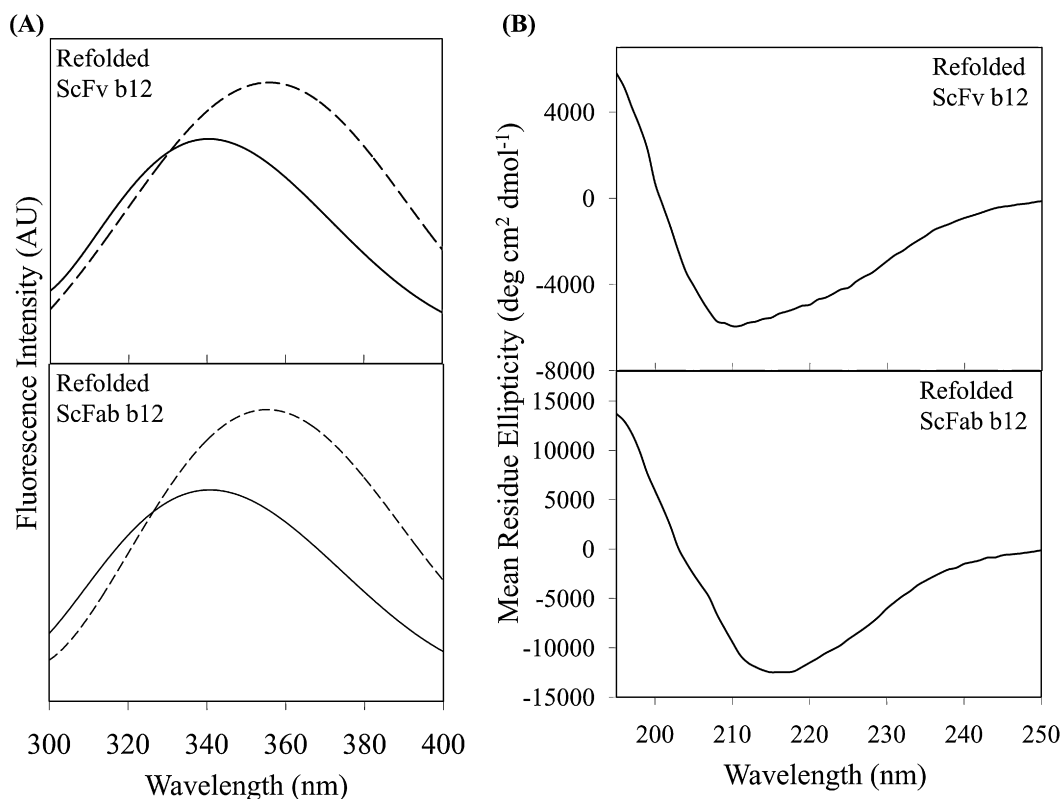 (A)
Refolded
ScFv b12
Refolded
ScFab b12
Fluorescence Intensity (AU)
300 320 340 360 380 400
Wavelength (nm)
(B)
Refolded
ScFv b12
4000
0
-4000
-8000
Refolded
ScFab b12
15000
10000
5000
0
-5000
-10000
-15000
Mean Residue Ellipticity (deg cm² dmol⁻¹)
200 210 220 230 240 250
Wavelength (nm)